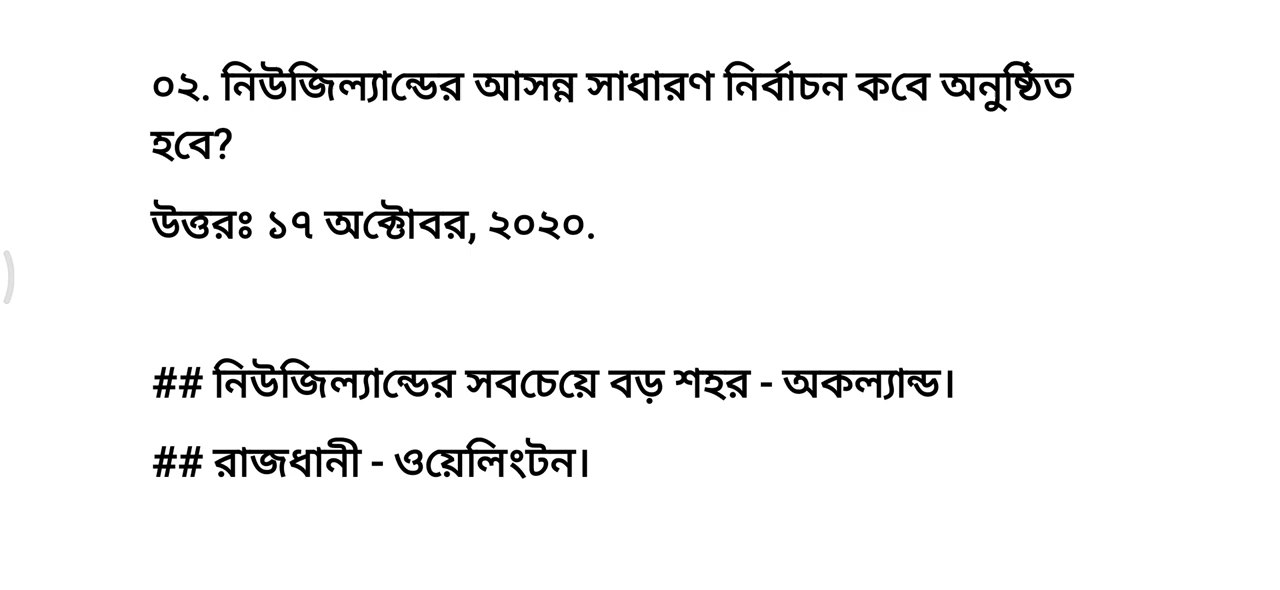 ০২. নিউজিল্যান্ডের আসন্ন সাধারণ নির্বাচন কবে অনুষ্ঠিত
হবে?
উত্তরঃ ১৭ অক্টোবর, ২০২০.
## নিউজিল্যান্ডের সবচেয়ে বড় শহর - অকল্যান্ড।
## রাজধানী - ওয়েলিংটন।